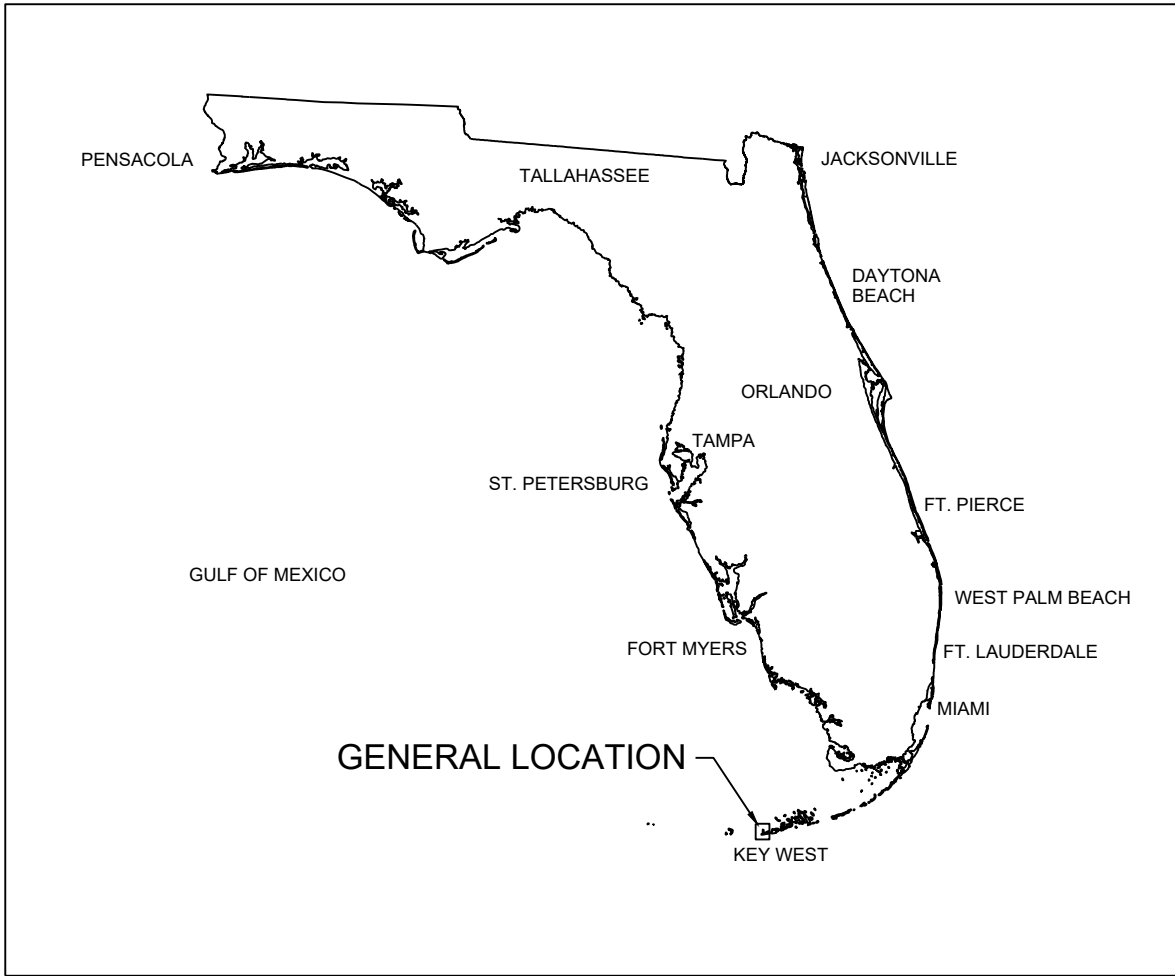 PENSACOLA
JACKSONVILLE
TALLAHASSEE
DAYTONA
BEACH
ORLANDO
TAMPA
ST. PETERSBURG
FT. PIERCE
GULF OF MEXICO
WEST PALM BEACH
FORT MYERS
FT. LAUDERDALE
MIAMI
GENERAL LOCATION
KEY WEST